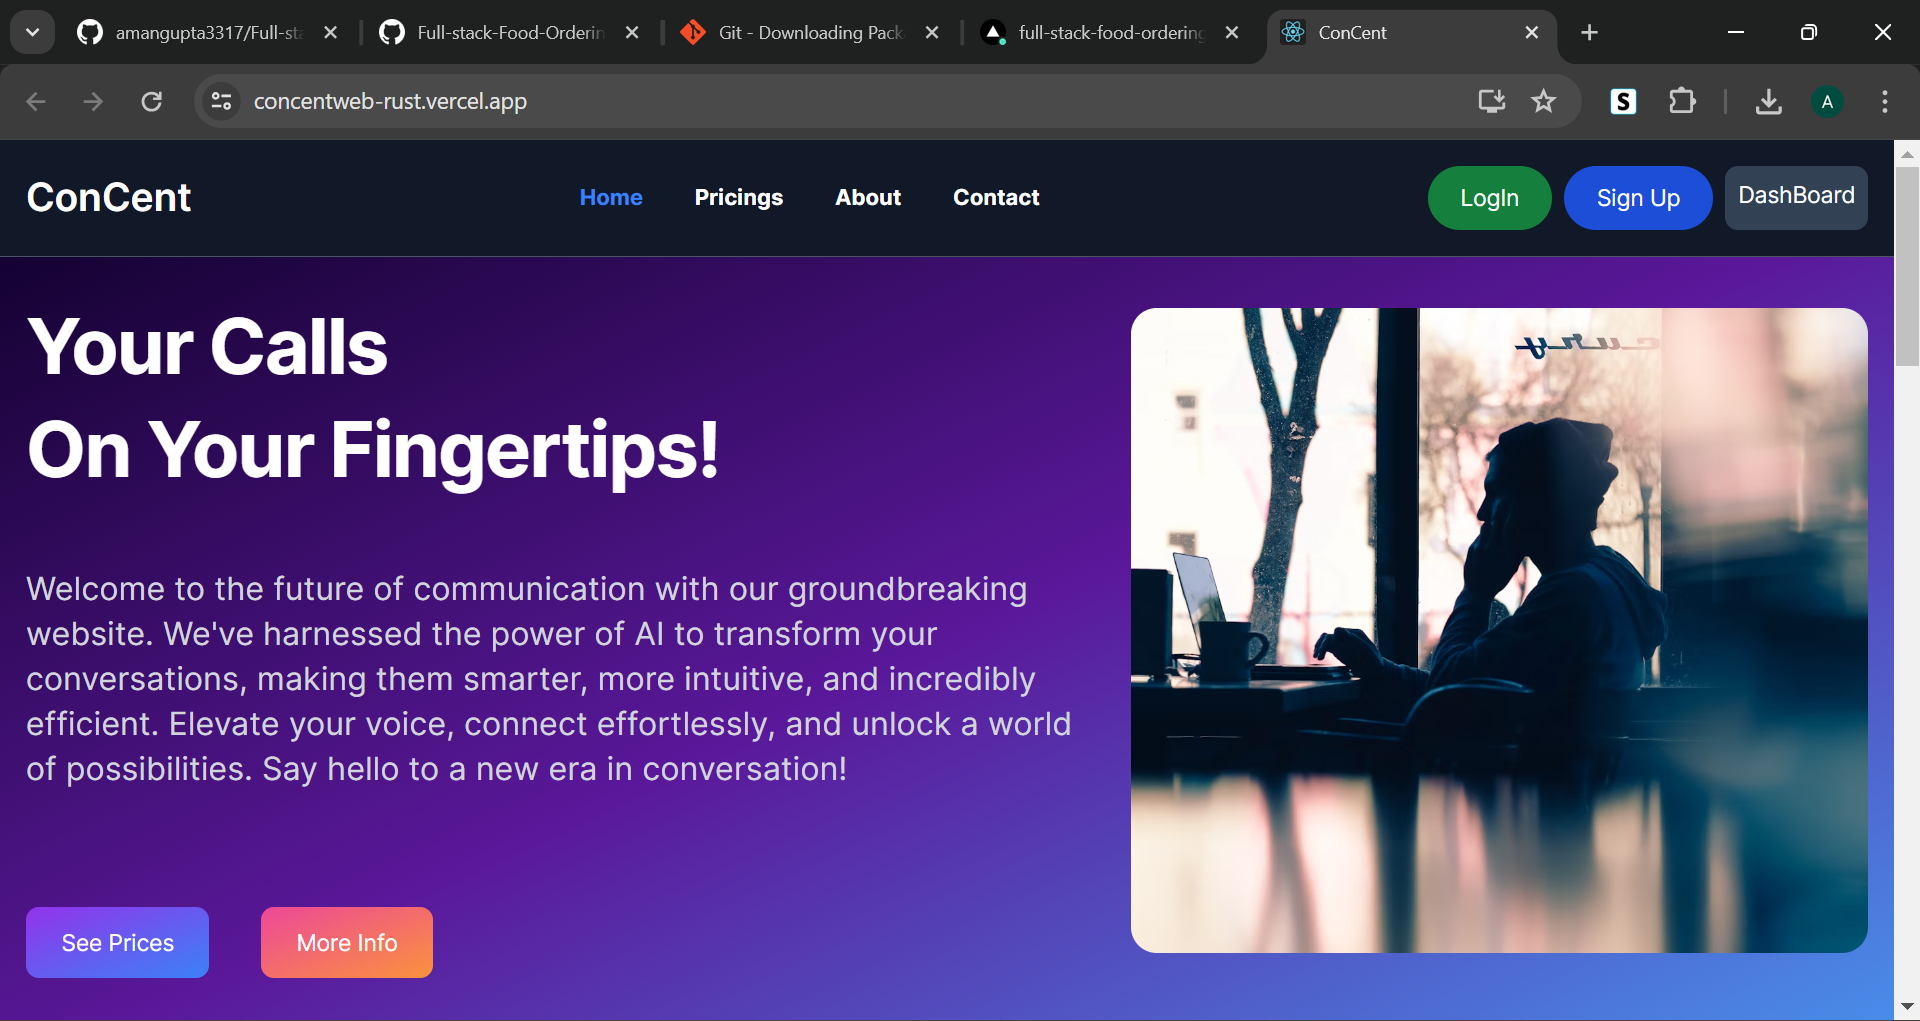 amangupta3317/Full-sta
Full-stack-Food-Orderin
Git - Downloading Pack
full-stack-food-ordering
ConCent
concentweb-rust.vercel.app
S
A
ConCent
Home
Pricings
About
Contact
LogIn
Sign Up
DashBoard
Your Calls
On Your Fingertips!
Welcome to the future of communication with our groundbreaking
website. We've harnessed the power of AI to transform your
conversations, making them smarter, more intuitive, and incredibly
efficient. Elevate your voice, connect effortlessly, and unlock a world
of possibilities. Say hello to a new era in conversation!
See Prices
More Info